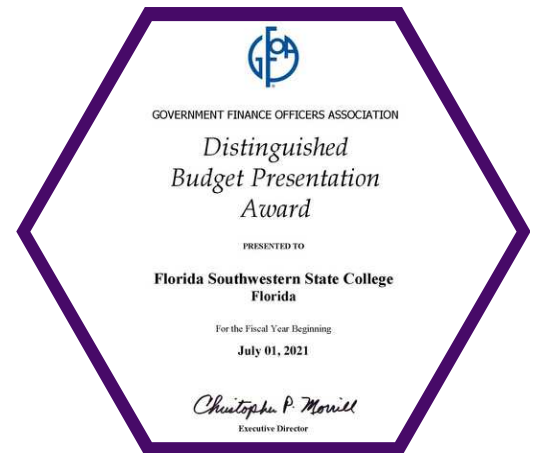 GFOA
GOVERNMENT FINANCE OFFICERS ASSOCIATION
Distinguished
Budget Presentation
Award
PRESENTED TO
Florida Southwestern State College
Florida
For the Fiscal Year Beginning
July 01, 2021
Christopher P. Morrill
Executive Director